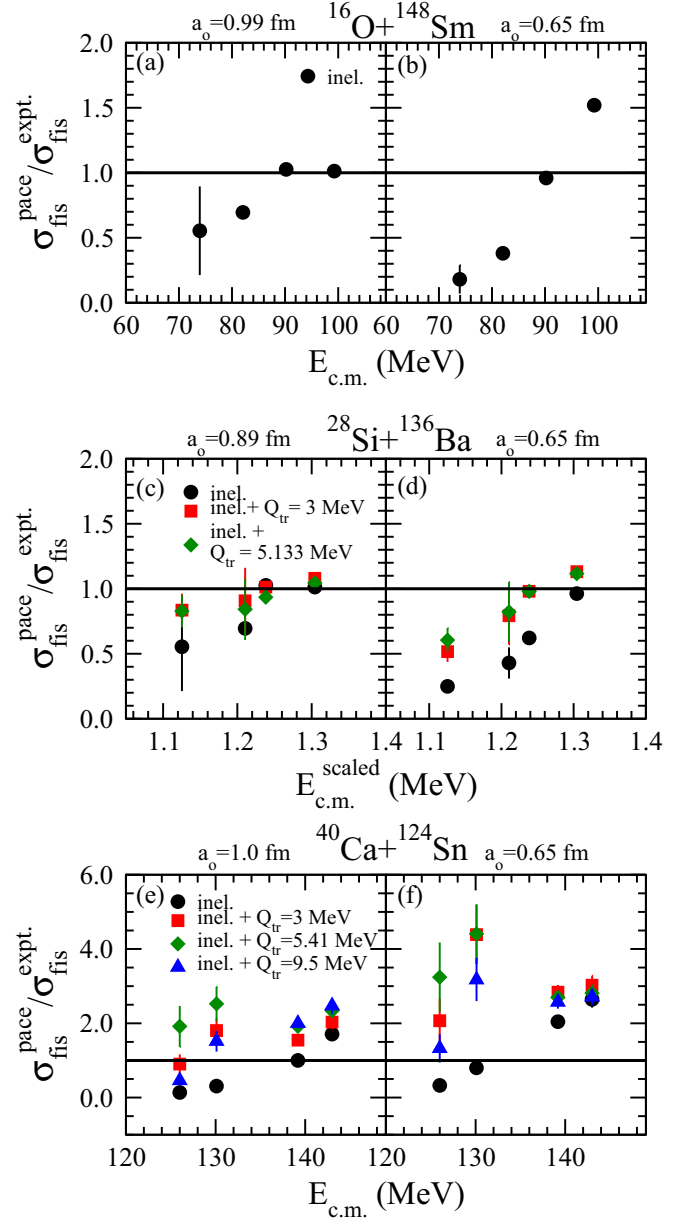 a_o=0.99 fm ¹⁶O+¹⁴⁸Sm a_o=0.65 fm
(a) inel. (b)
σ_fis^pace/σ_fis^expt.
2.0
1.5
1.0
0.5
0.0
60 70 80 90 100 60 70 80 90 100
E_c.m. (MeV)
a_o=0.89 fm ²⁸Si+¹³⁶Ba a_o=0.65 fm
(c) inel. (d)
inel.+ Q_tr= 3 MeV
inel. +
Q_tr = 5.133 MeV
σ_fis^pace/σ_fis^expt.
2.0
1.5
1.0
0.5
0.0
1.1 1.2 1.3 1.4 1.1 1.2 1.3 1.4
E_c.m.^scaled (MeV)
a_o=1.0 fm ⁴⁰Ca+¹²⁴Sn a_o=0.65 fm
(e) inel. (f)
inel. + Q_tr=3 MeV
inel. + Q_tr=5.41 MeV
inel. + Q_tr=9.5 MeV
σ_fis^pace/σ_fis^expt.
6.0
4.0
2.0
0.0
120 130 140 120 130 140
E_c.m. (MeV)